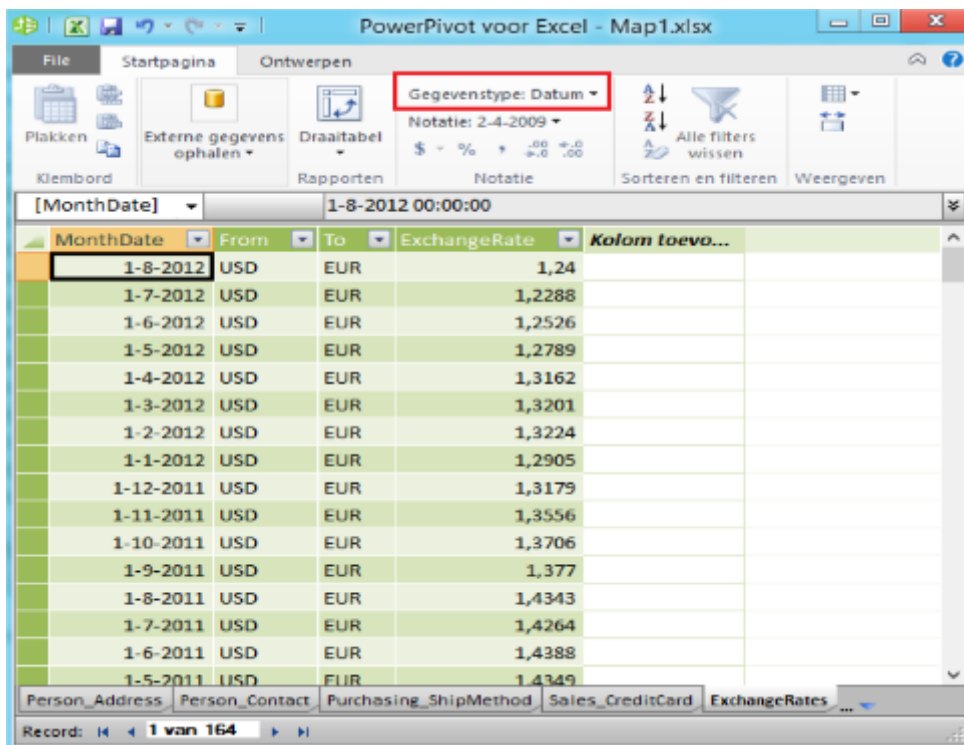 PowerPivot voor Excel - Map1.xlsx
File Startpagina Ontwerpen
Plakken
Externe gegevens ophalen
Draaitabel
Gegevenstype: Datum
Notatie: 2-4-2009
$ % , ,00 ,0 ,0 ,00
Alle filters wissen
Klembord Rapporten Notatie Sorteren en filteren Weergeven
[MonthDate] 1-8-2012 00:00:00
MonthDate From To ExchangeRate Kolom toevo...
1-8-2012 USD EUR 1,24
1-7-2012 USD EUR 1,2288
1-6-2012 USD EUR 1,2526
1-5-2012 USD EUR 1,2789
1-4-2012 USD EUR 1,3162
1-3-2012 USD EUR 1,3201
1-2-2012 USD EUR 1,3224
1-1-2012 USD EUR 1,2905
1-12-2011 USD EUR 1,3179
1-11-2011 USD EUR 1,3556
1-10-2011 USD EUR 1,3706
1-9-2011 USD EUR 1,377
1-8-2011 USD EUR 1,4343
1-7-2011 USD EUR 1,4264
1-6-2011 USD EUR 1,4388
1-5-2011 USD EUR 1,4349
Person_Address Person_Contact Purchasing_ShipMethod Sales_CreditCard ExchangeRates ...
Record: 1 van 164